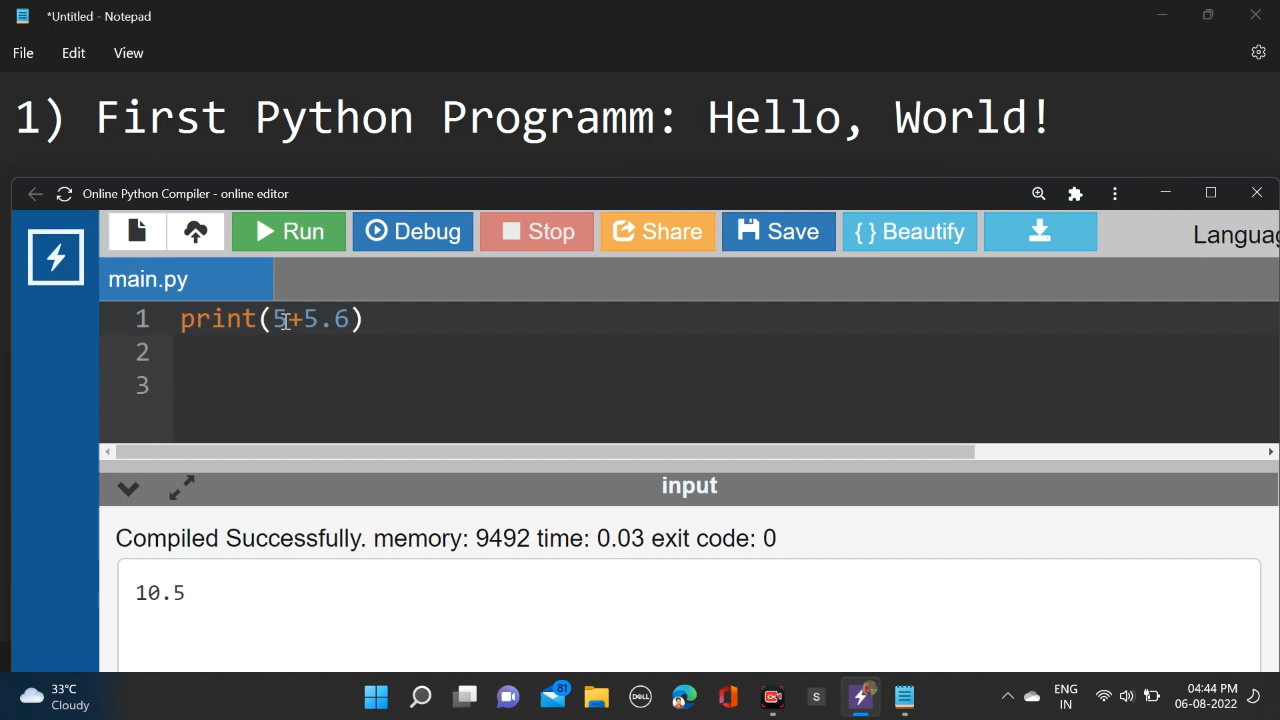 *Untitled - Notepad
File Edit View
1) First Python Programm: Hello, World!
Online Python Compiler - online editor
Run Debug Stop Share Save { } Beautify Languag
main.py
1 print(5+5.6)
2
3
input
Compiled Successfully. memory: 9492 time: 0.03 exit code: 0
10.5
33°C
Cloudy
81
DELL
S
ENG
IN
04:44 PM
06-08-2022